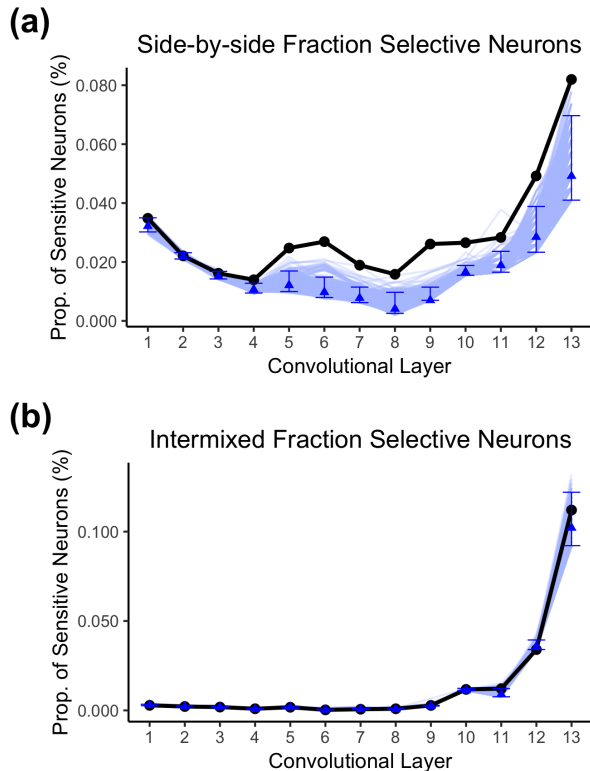 (a)
Side-by-side Fraction Selective Neurons
Prop. of Sensitive Neurons (%)
0.080
0.060
0.040
0.020
0.000
1 2 3 4 5 6 7 8 9 10 11 12 13
Convolutional Layer
(b)
Intermixed Fraction Selective Neurons
Prop. of Sensitive Neurons (%)
0.100
0.050
0.000
1 2 3 4 5 6 7 8 9 10 11 12 13
Convolutional Layer